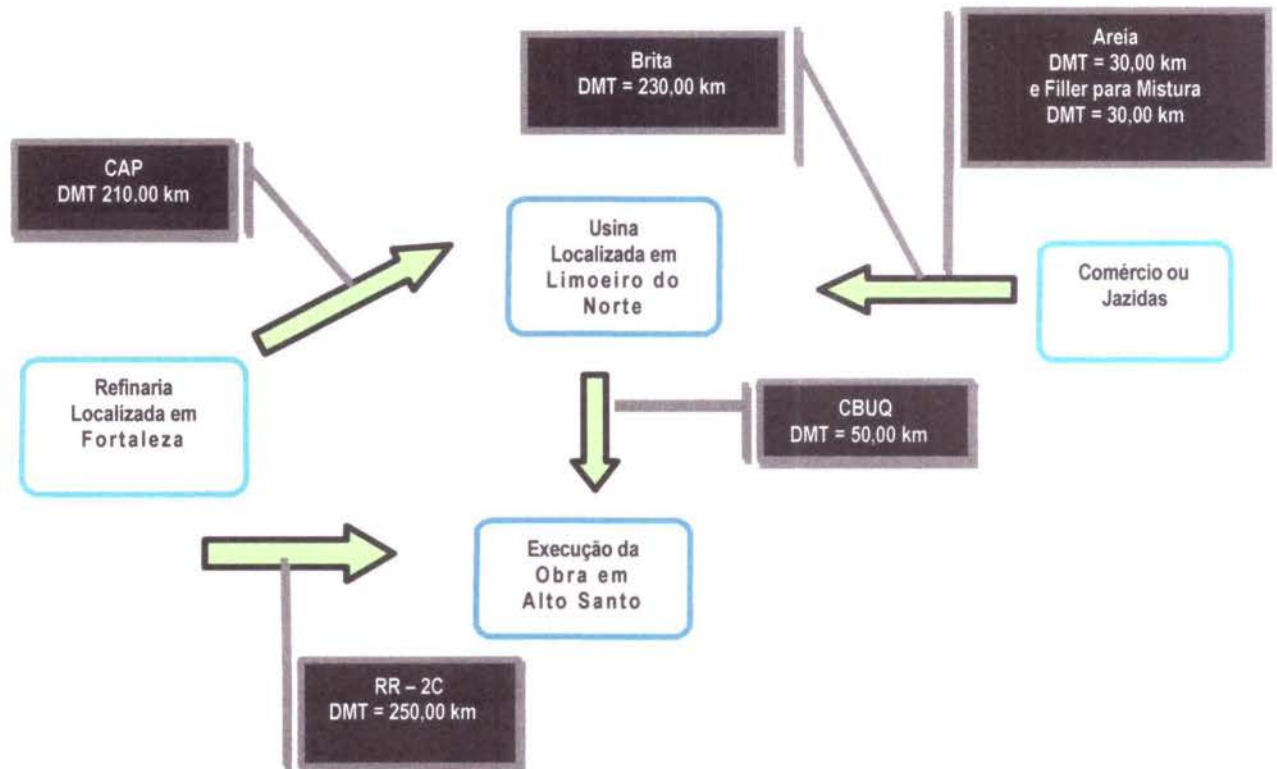 Brita
DMT = 230,00 km
Areia
DMT = 30,00 km
e Filler para Mistura
DMT = 30,00 km
CAP
DMT 210.00 km
Usina
Localizada em
Limoeiro do
Norte
Comércio ou
Jazidas
Refinaria
Localizada em
Fortaleza
CBUQ
DMT = 50,00 km
Execução da
Obra em
Alto Santo
RR – 2C
DMT = 250,00 km